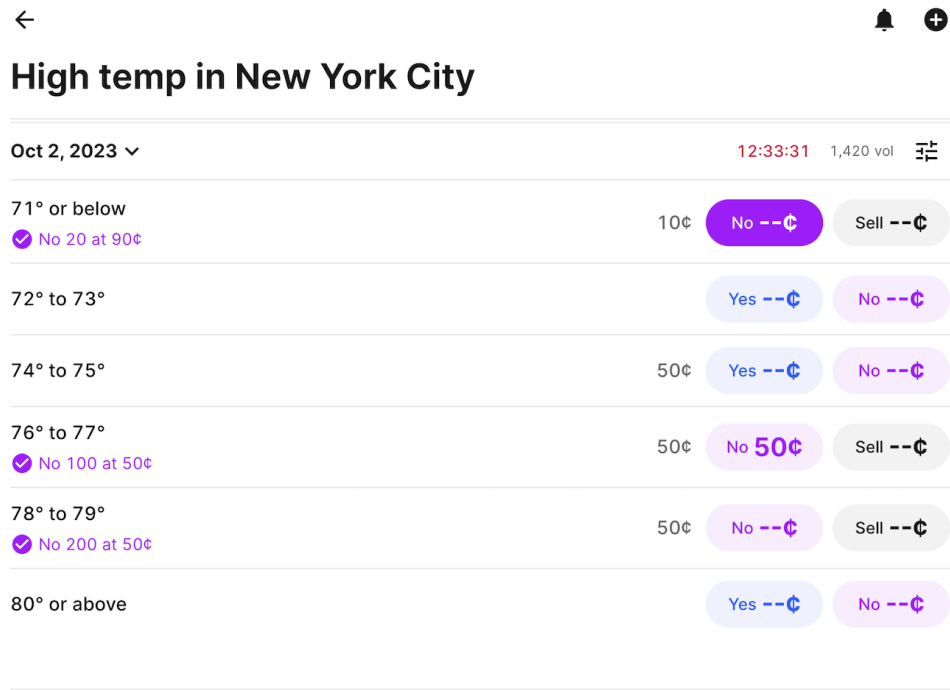 High temp in New York City
Oct 2, 2023 12:33:31 1,420 vol
71° or below 10¢ No --¢ Sell --¢
No 20 at 90¢
72° to 73° Yes --¢ No --¢
74° to 75° 50¢ Yes --¢ No --¢
76° to 77° 50¢ No 50¢ Sell --¢
No 100 at 50¢
78° to 79° 50¢ No --¢ Sell --¢
No 200 at 50¢
80° or above Yes --¢ No --¢